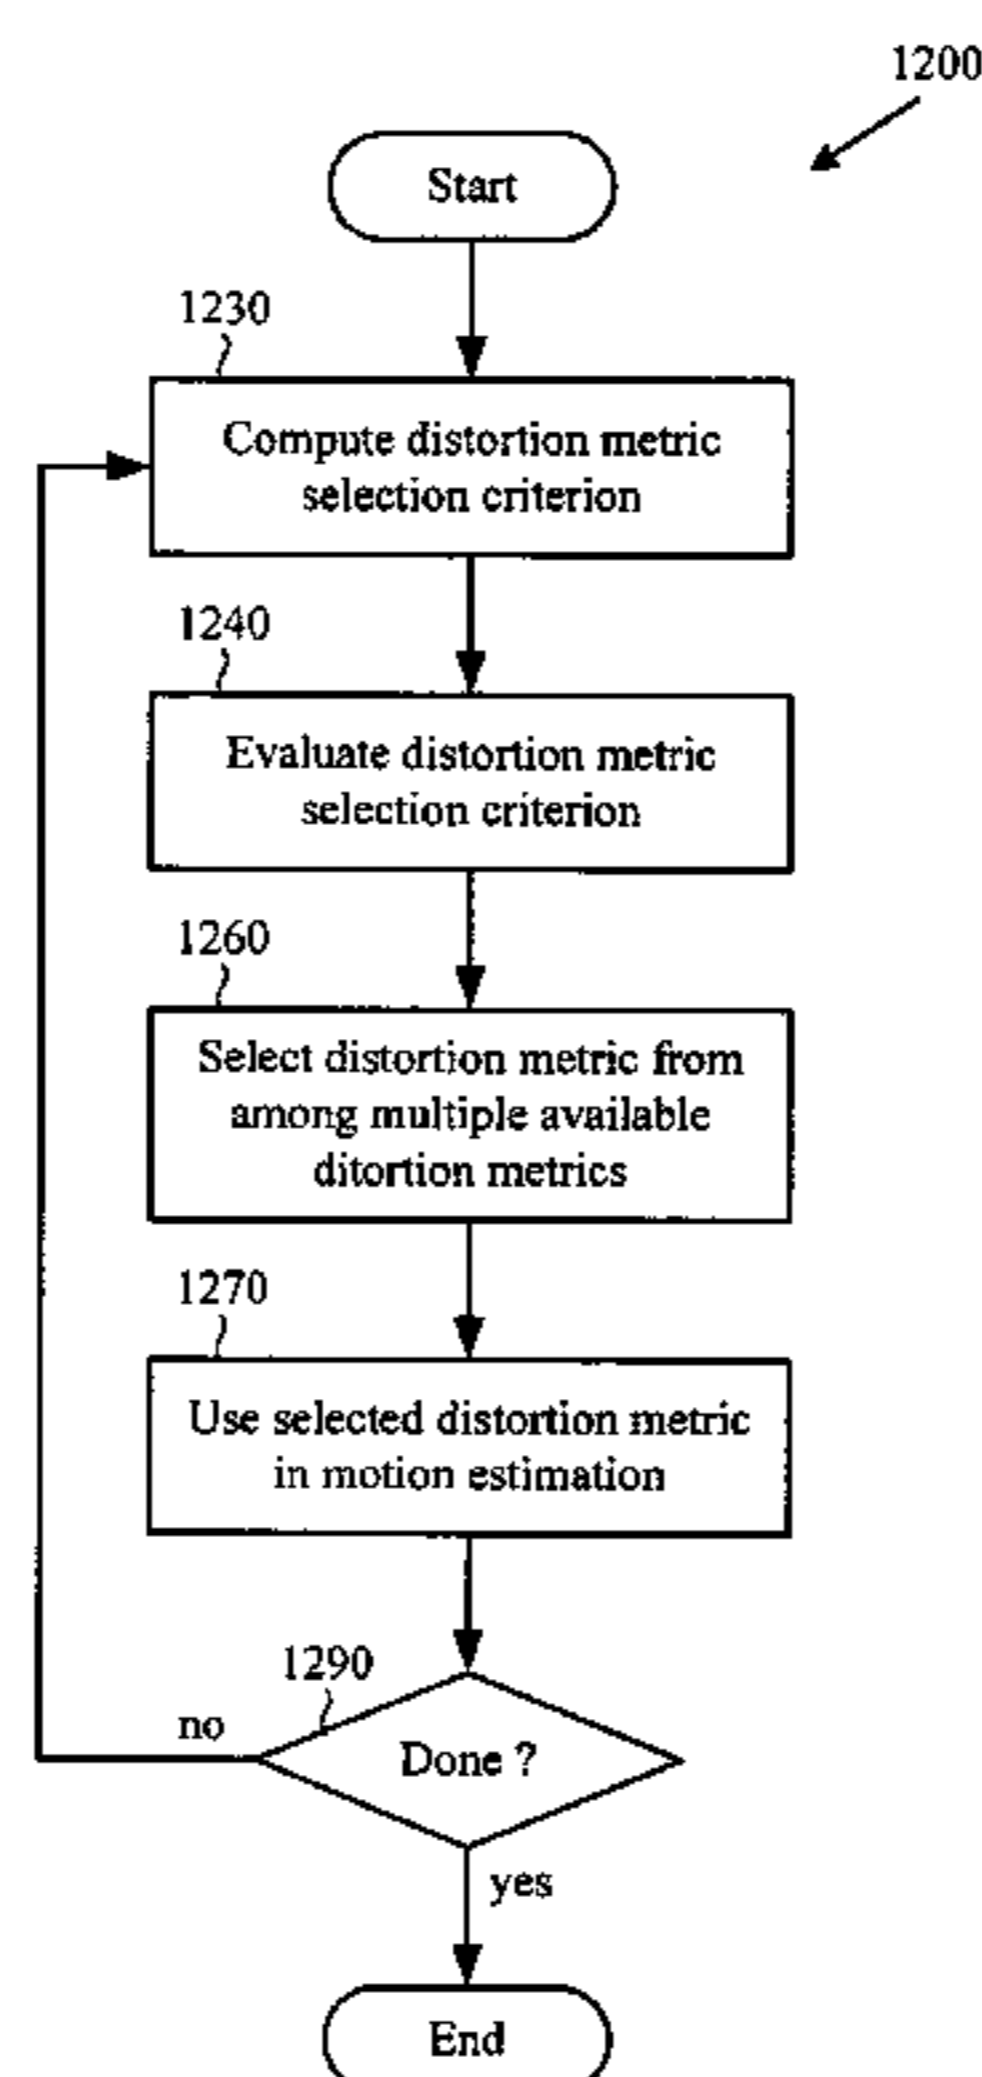 1200
Start
1230
Compute distortion metric
selection criterion
1240
Evaluate distortion metric
selection criterion
1260
Select distortion metric from
among multiple available
ditortion metrics
1270
Use selected distortion metric
in motion estimation
1290
no
Done ?
yes
End